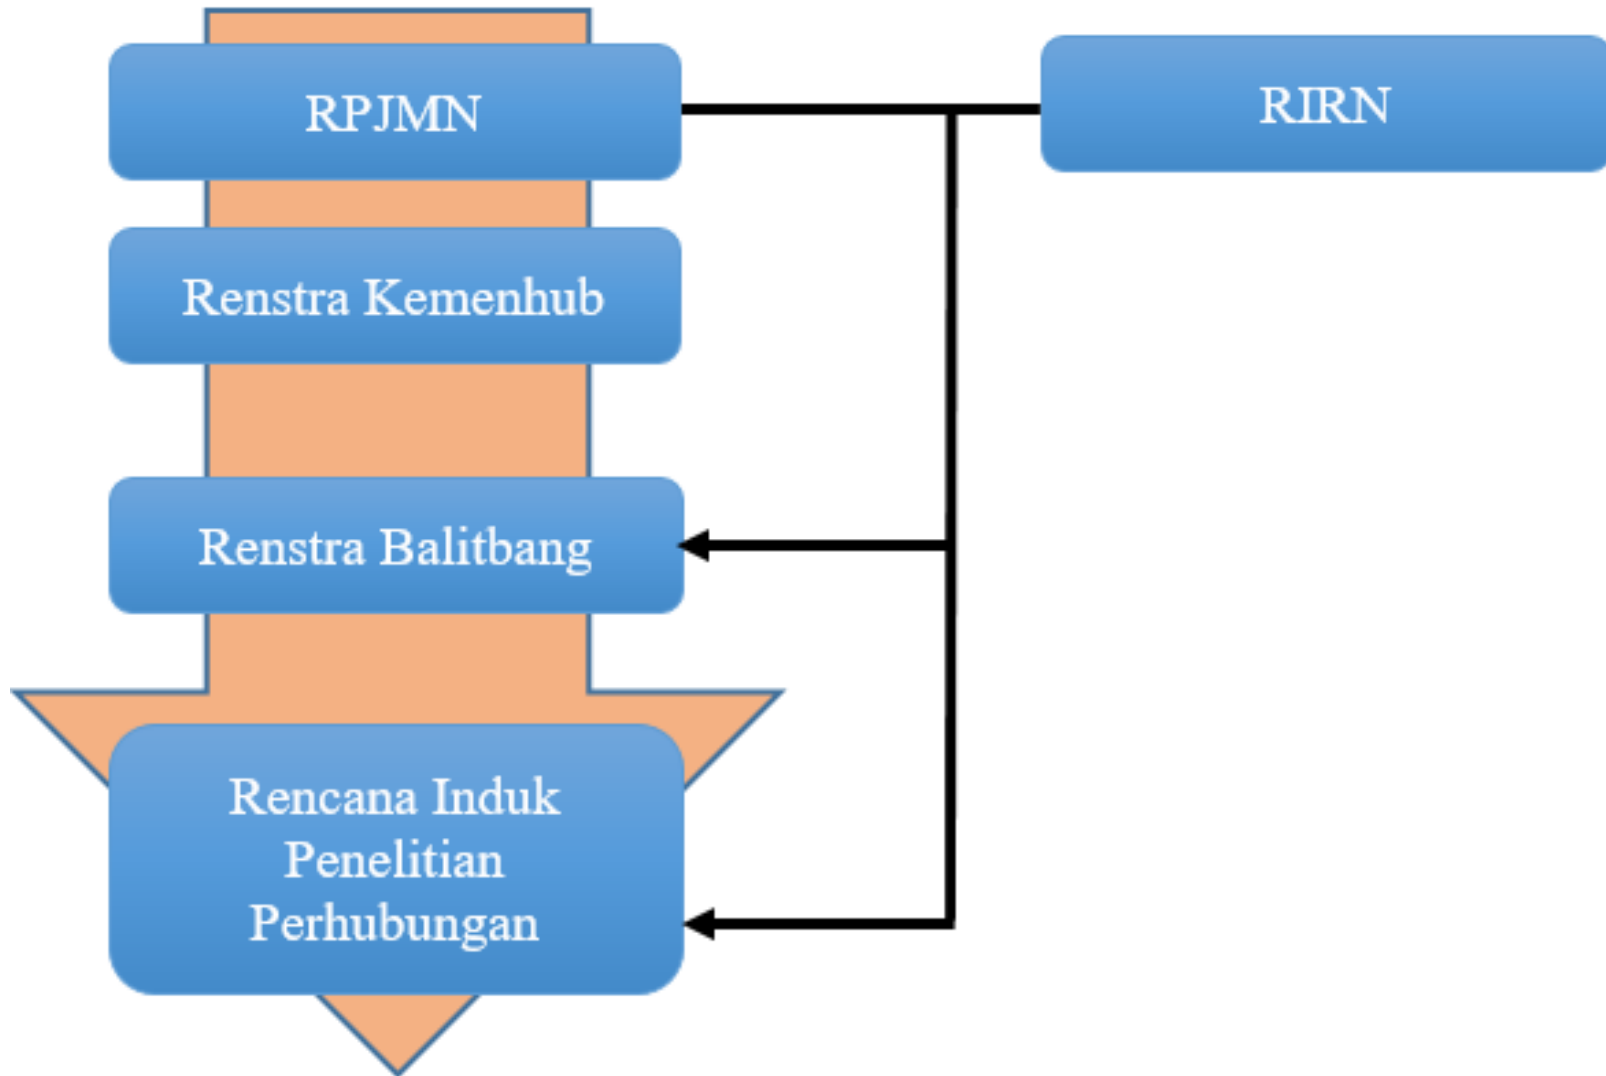 RPJMN
RIRN
Renstra Kemenhub
Renstra Balitbang
Rencana Induk
Penelitian
Perhubungan